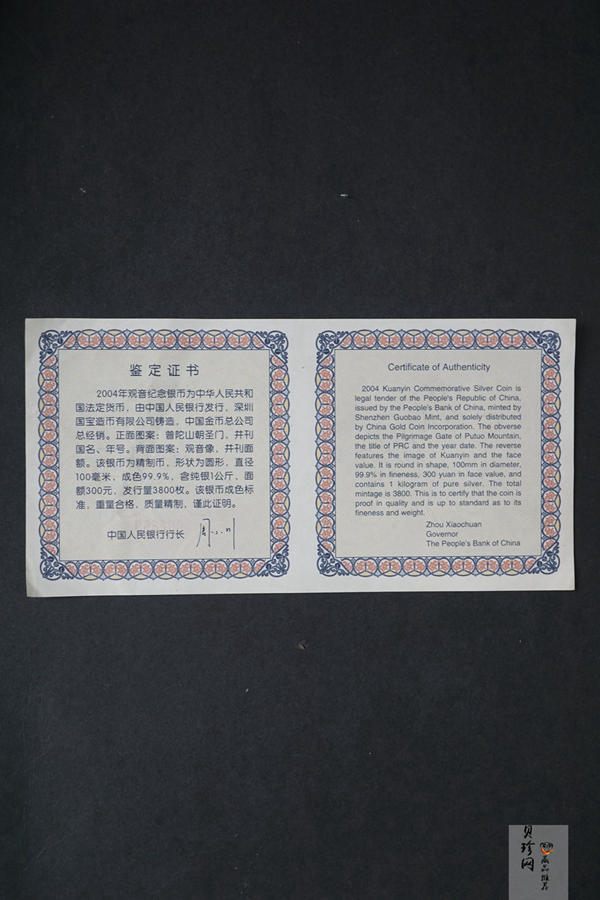 鉴定证书
2004年观音纪念银币为中华人民共和
国法定货币，由中国人民银行发行，深圳
国宝造币有限公司铸造，中国金币总公司
总经销。正面图案：普陀山朝圣门，并刊
国名、年号。背面图案：观音像，并刊面
额。该银币为精制币，形状为圆形，直径
100毫米，成色99.9%，含纯银1公斤，面
额300元，发行量3800枚。该银币成色标
准，重量合格，质量精制，谨此证明。
中国人民银行行长
Certificate of Authenticity
2004 Kuanyin Commemorative Silver Coin is
legal tender of the People's Republic of China,
issued by the People's Bank of China, minted by
Shenzhen Guobao Mint, and solely distributed
by China Gold Coin Incorporation. The obverse
depicts the Pilgrimage Gate of Putuo Mountain,
the title of PRC and the year date. The reverse
features the image of Kuanyin and the face
value. It is round in shape, 100mm in diameter,
99.9% in fineness, 300 yuan in face value, and
contains 1 kilogram of pure silver. The total
mintage is 3800. This is to certify that the coin is
proof in quality and is up to standard as to its
fineness and weight.
Zhou Xiaochuan
Governor
The People's Bank of China
贝珍网
藏品推荐